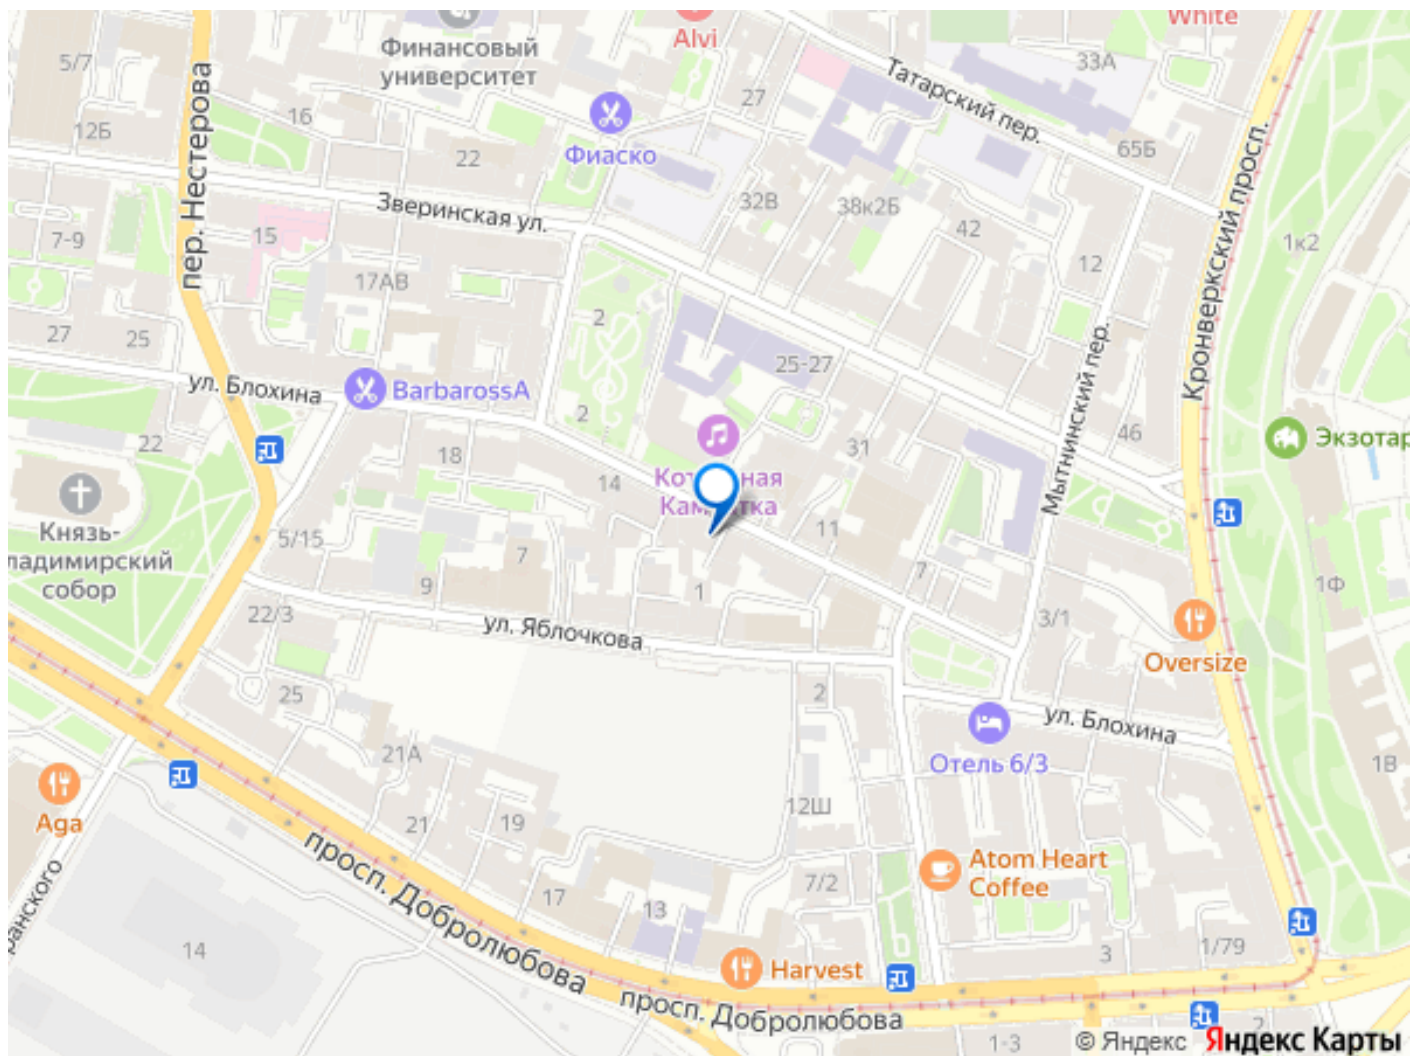 White
Alvi
Финансовый
университет
5/7
33А
пер. Нестерова
Татарский пер.
27
16
12Б
Фиаско
22
65Б
Кронверкский просп.
Зверинская ул.
32В
38к2Б
42
7-9
15
1к2
12
17АВ
2
27
25
25-27
ул. Блохина
BarbarossA
Мытнинский пер.
2
46
Экзотар
22
18
31
14
Князь-
ладимирский
собор
5/15
7
11
9
1
7
1Ф
22/3
ул. Яблочкова
3/1
Oversize
25
2
ул. Блохина
21А
Отель 6/3
1В
12Ш
Aga
21
19
просп. Добролюбова
Atom Heart
Coffee
17
7/2
13
ранского
14
3
1/79
Harvest
просп. Добролюбова
1-3
2
© Яндекс Яндекс Карты